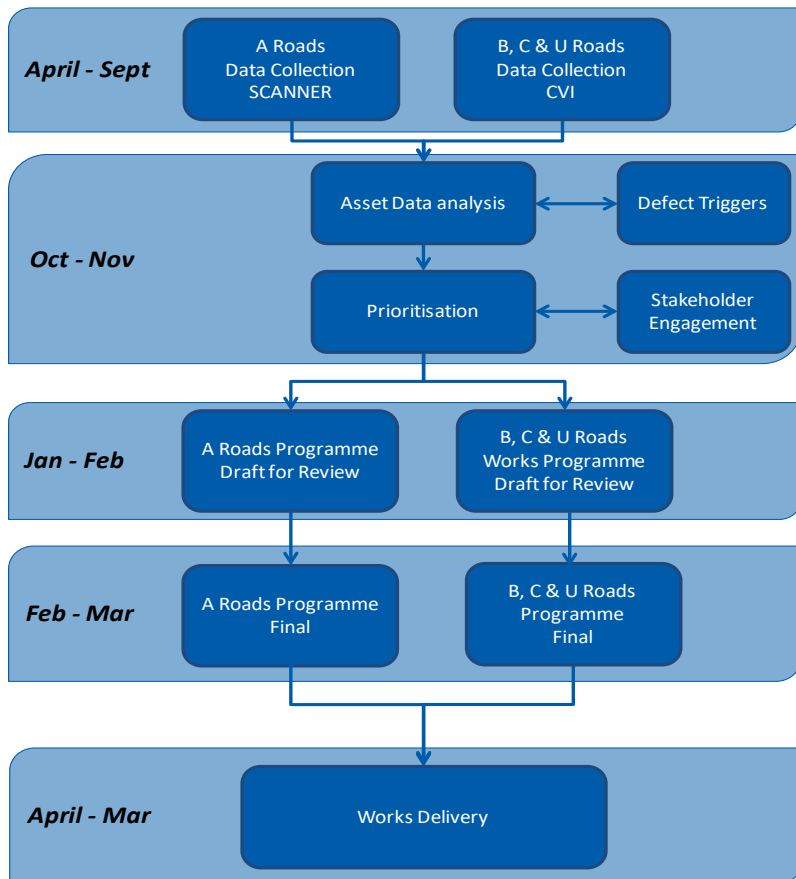 April - Sept
A Roads
Data Collection
SCANNER
B, C & U Roads
Data Collection
CVI
Oct - Nov
Asset Data analysis
Defect Triggers
Prioritisation
Stakeholder
Engagement
Jan - Feb
A Roads Programme
Draft for Review
B, C & U Roads
Works Programme
Draft for Review
Feb - Mar
A Roads Programme
Final
B, C & U Roads
Programme
Final
April - Mar
Works Delivery